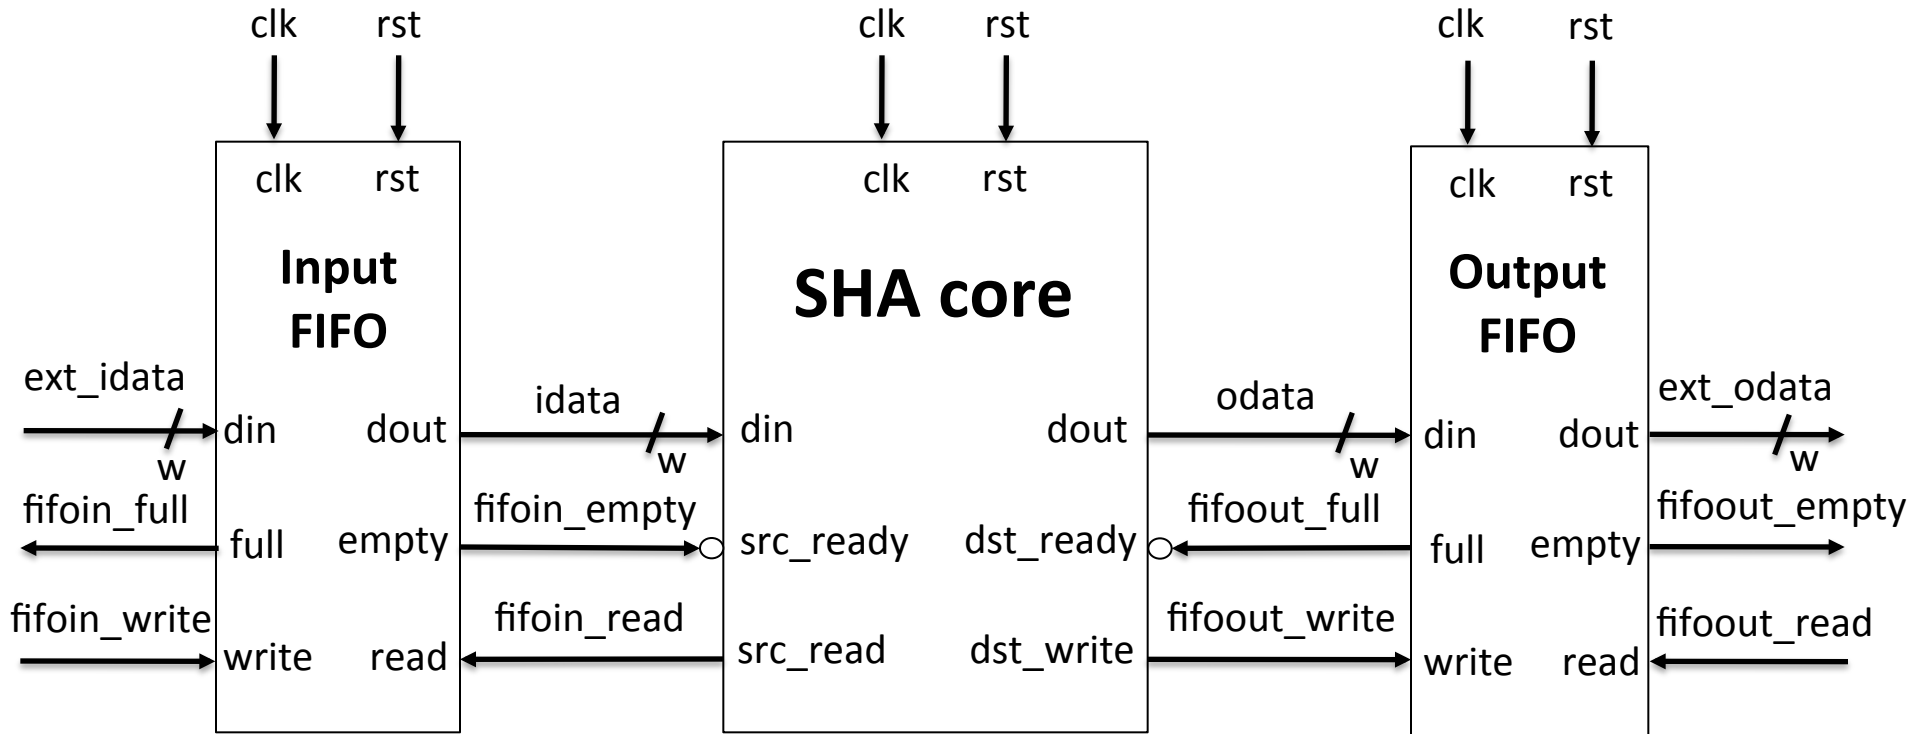 clk rst clk rst clk rst
clk rst clk rst clk rst
Input
FIFO
SHA core
Output
FIFO
ext_idata idata odata ext_odata
din dout din dout din dout
w w w w
fifoin_full fifoin_empty fifoout_full fifoout_empty
full empty src_ready dst_ready full empty
fifoin_write fifoin_read fifoout_write fifoout_read
write read src_read dst_write write read